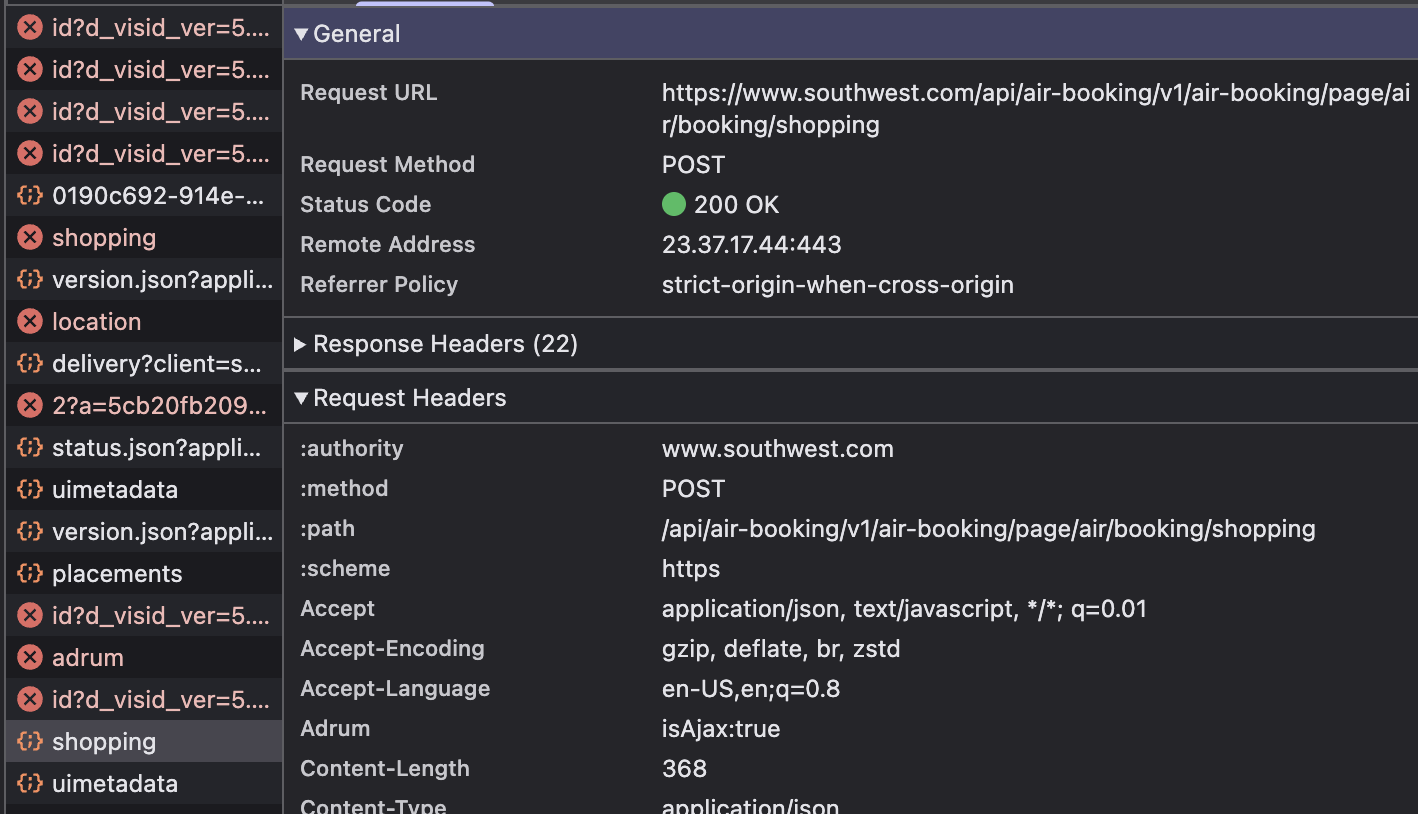 id?d_visid_ver=5....
id?d_visid_ver=5....
id?d_visid_ver=5....
id?d_visid_ver=5....
0190c692-914e-...
shopping
version.json?appli...
location
delivery?client=s...
2?a=5cb20fb209...
status.json?appli...
uimetadata
version.json?appli...
placements
id?d_visid_ver=5....
adrum
id?d_visid_ver=5....
shopping
uimetadata
General
Request URL https://www.southwest.com/api/air-booking/v1/air-booking/page/ai
r/booking/shopping
Request Method POST
Status Code 200 OK
Remote Address 23.37.17.44:443
Referrer Policy strict-origin-when-cross-origin
Response Headers (22)
Request Headers
:authority www.southwest.com
:method POST
:path /api/air-booking/v1/air-booking/page/air/booking/shopping
:scheme https
Accept application/json, text/javascript, */*; q=0.01
Accept-Encoding gzip, deflate, br, zstd
Accept-Language en-US,en;q=0.8
Adrum isAjax:true
Content-Length 368
Content-Type application/json